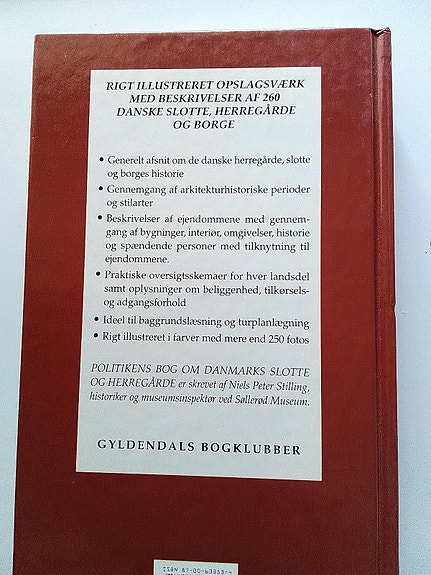 RIGT ILLUSTRERET OPSLAGSVÆRK
MED BESKRIVELSER AF 260
DANSKE SLOTTE, HERREGÅRDE
OG BORGE
• Generelt afsnit om de danske herregårde, slotte
og borges historie
• Gennemgang af arkitekturhistoriske perioder
og stilarter
• Beskrivelser af ejendommene med gennem-
gang af bygninger, interiør, omgivelser, historie
og spændende personer med tilknytning til
ejendommene.
• Praktiske oversigtsskemaer for hver landsdel
samt oplysninger om beliggenhed, tilkørsels-
og adgangsforhold
• Ideel til baggrundslæsning og turplanlægning
• Rigt illustreret i farver med mere end 250 fotos
POLITIKENS BOG OM DANMARKS SLOTTE
OG HERREGÅRDE er skrevet af Niels Peter Stilling,
historiker og museumsinspektør ved Søllerød Museum.
GYLDENDALS BOGKLUBBER
ISBN 87-00-